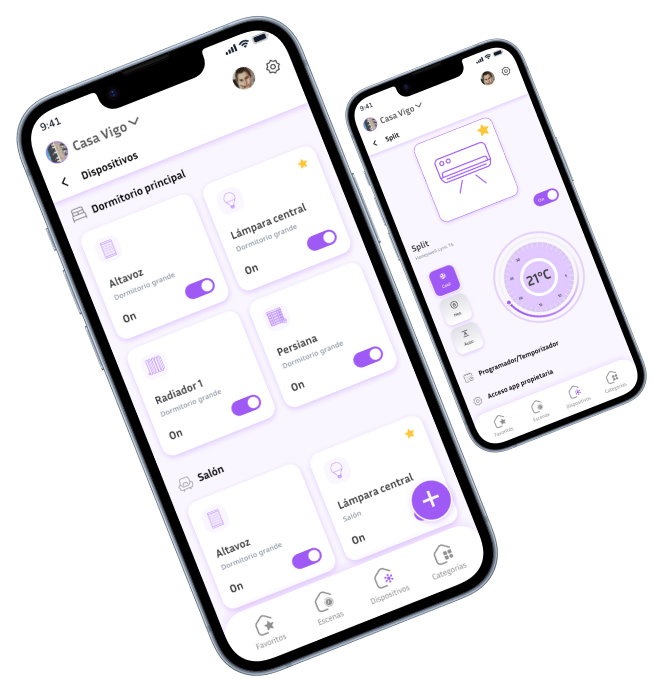 9:41
Casa Vigo
Dispositivos
Dormitorio principal
Altavoz
Dormitorio grande
On
Lámpara central
Dormitorio grande
On
Radiador 1
Dormitorio grande
On
Persiana
Dormitorio grande
On
Salón
Altavoz
Dormitorio grande
On
Lámpara central
Salón
On
Favoritos
Escenas
Dispositivos
Categorías
9:41
Casa Vigo
Split
Split
On
21°C
Cool
Auto
Programador/Temporizador
Acceso app propietaria
Favoritos
Escenas
Dispositivos
Categorías